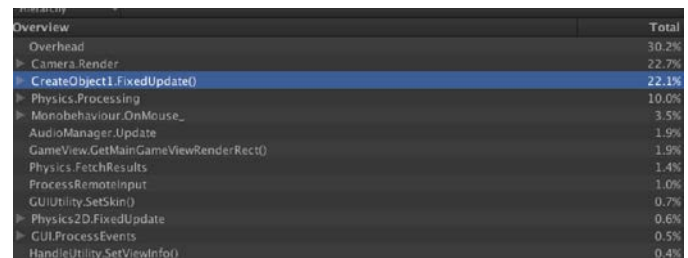 Hierarchy
Overview Total
Overhead 30.2%
Camera.Render 22.7%
CreateObject1.FixedUpdate() 22.1%
Physics.Processing 10.0%
Monobehaviour.OnMouse_ 3.5%
AudioManager.Update 1.9%
GameView.GetMainGameViewRenderRect() 1.9%
Physics.FetchResults 1.4%
ProcessRemoteInput 1.0%
GUIUtility.SetSkin() 0.7%
Physics2D.FixedUpdate 0.6%
GUI.ProcessEvents 0.5%
HandleUtility.SetViewInfo() 0.4%